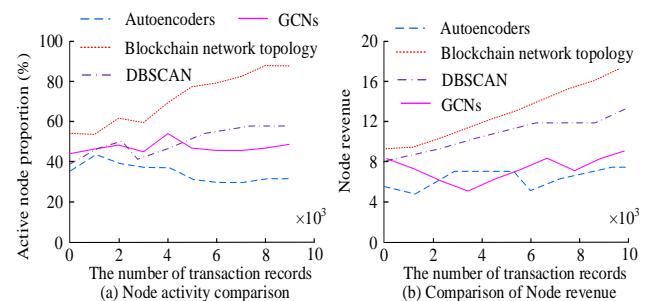 Autoencoders
GCNs
Blockchain network topology
DBSCAN
Active node proportion (%)
100
80
60
40
20
0
0
2
4
6
8
10
×10³
The number of transaction records
(a) Node activity comparison
Autoencoders
Blockchain network topology
DBSCAN
GCNs
Node revenue
20
16
12
8
4
0
2
4
6
8
10
×10³
The number of transaction records
(b) Comparison of Node revenue